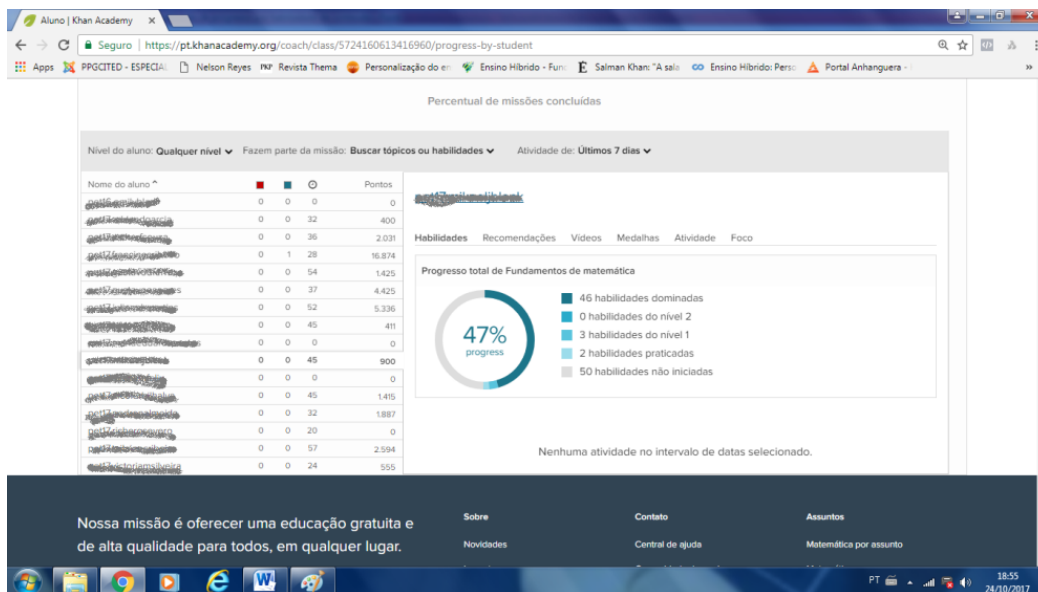 Aluno | Khan Academy
Seguro | https://pt.khanacademy.org/coach/class/5724160613416960/progress-by-student
Apps PPGCITED - ESPECIAL Nelson Reyes PKP Revista Thema Personalização do en Ensino Híbrido - Func Salman Khan: "A sala Ensino Híbrido: Perso Portal Anhanguera - »
Percentual de missões concluídas
Nível do aluno: Qualquer nível Fazem parte da missão: Buscar tópicos ou habilidades Atividade de: Últimos 7 dias
Nome do aluno Pontos
0 0 0 0
0 0 32 400
0 0 36 2.031
0 1 28 16.874
0 0 54 1.425
0 0 37 4.425
0 0 52 5.336
0 0 45 411
0 0 0 0
0 0 45 900
0 0 0 0
0 0 45 1.415
0 0 32 1.887
0 0 20 0
0 0 57 2.594
0 0 24 555
Habilidades Recomendações Vídeos Medalhas Atividade Foco
Progresso total de Fundamentos de matemática
47%
progress
46 habilidades dominadas
0 habilidades do nível 2
3 habilidades do nível 1
2 habilidades praticadas
50 habilidades não iniciadas
Nenhuma atividade no intervalo de datas selecionado.
Nossa missão é oferecer uma educação gratuita e
de alta qualidade para todos, em qualquer lugar.
Sobre
Novidades
Contato
Central de ajuda
Assuntos
Matemática por assunto
PT
18:55
24/10/2017